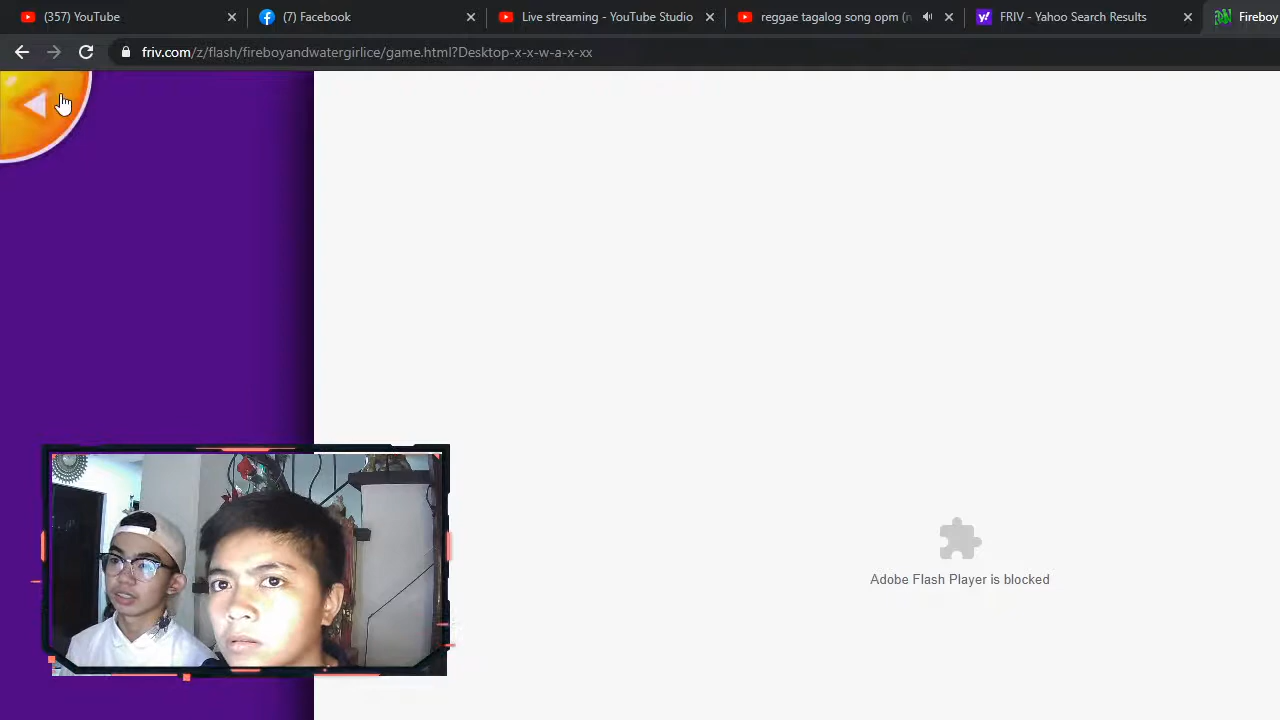 (357) YouTube
(7) Facebook
Live streaming - YouTube Studio
reggae tagalog song opm (n
FRIV - Yahoo Search Results
Fireboy
friv.com/z/flash/fireboyandwatergirlice/game.html?Desktop-x-x-w-a-x-xx
Adobe Flash Player is blocked